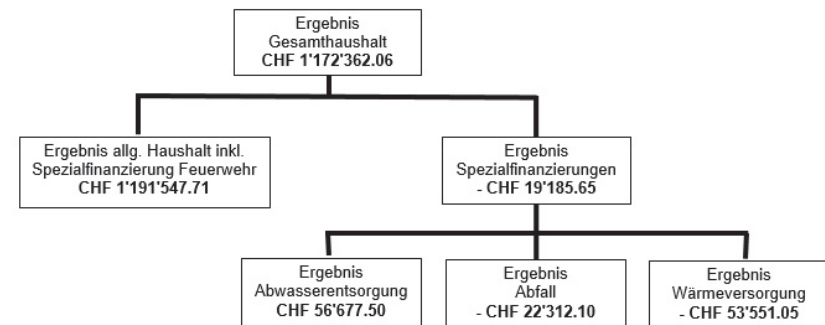 Ergebnis
Gesamthaushalt
CHF 1'172'362.06
Ergebnis allg. Haushalt inkl.
Spezialfinanzierung Feuerwehr
CHF 1'191'547.71
Ergebnis
Spezialfinanzierungen
- CHF 19'185.65
Ergebnis
Abwasserentsorgung
CHF 56'677.50
Ergebnis
Abfall
- CHF 22'312.10
Ergebnis
Wärmeversorgung
- CHF 53'551.05